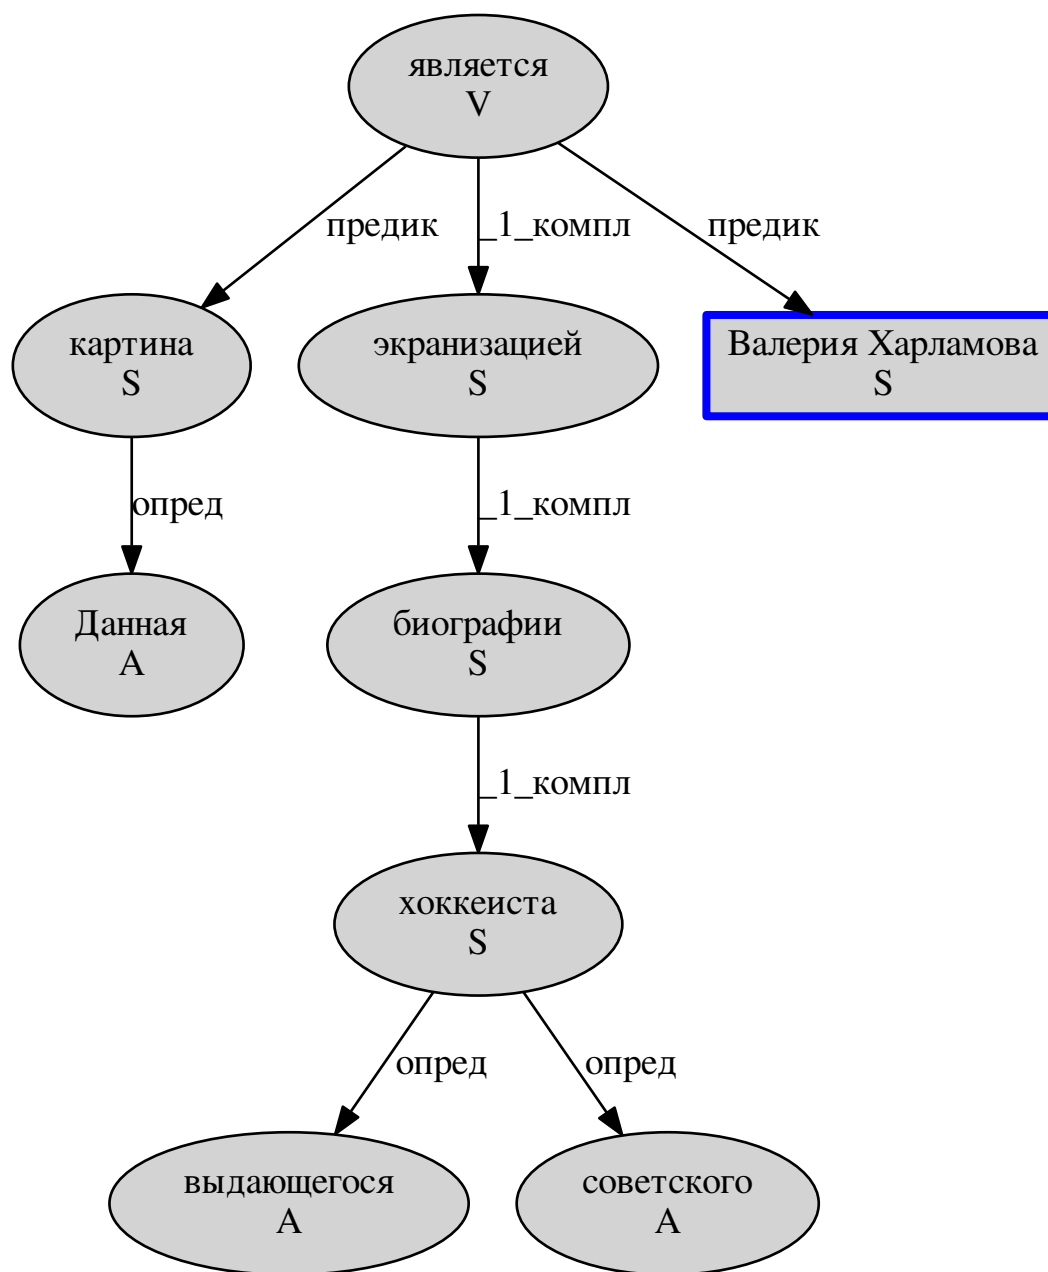 является
V
предик
_1_компл
предик
картина
S
экранизацией
S
Валерия Харламова
S
опред
_1_компл
Данная
A
биографии
S
_1_компл
хоккеиста
S
опред
опред
выдающегося
A
советского
A